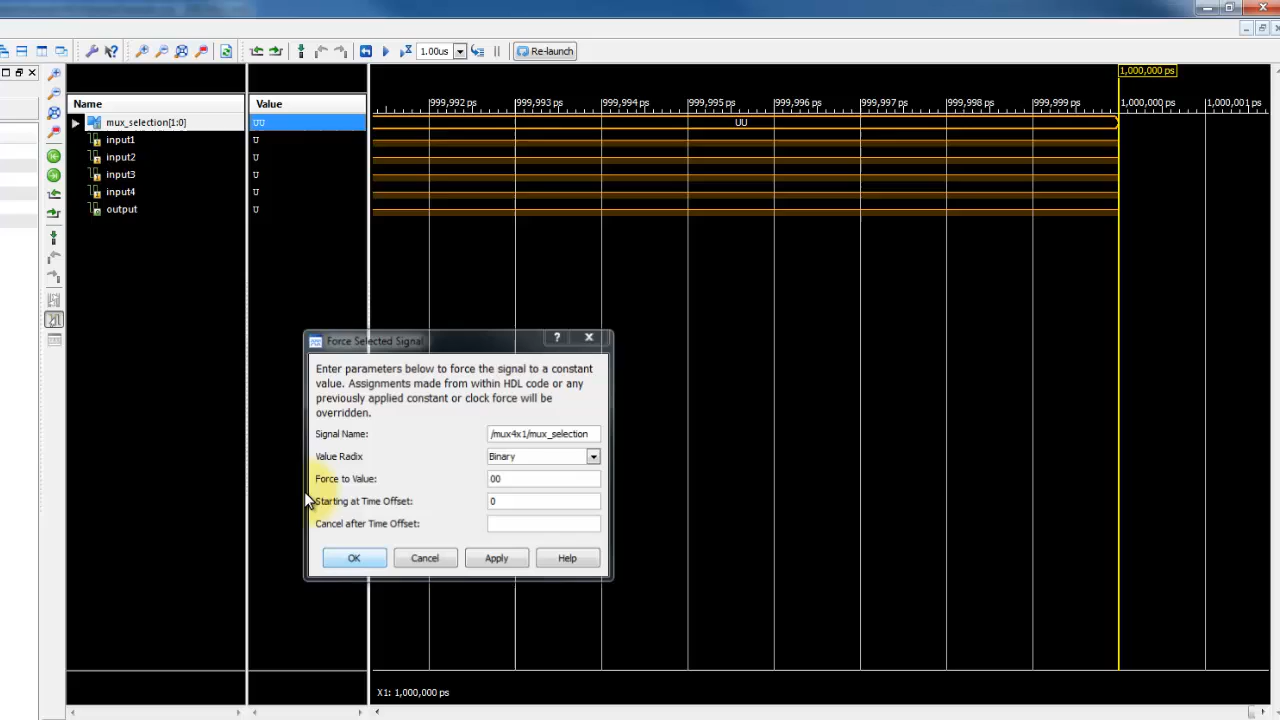 1.00us
Re-launch
1,000,000 ps
Name
Value
999,992 ps
999,993 ps
999,994 ps
999,995 ps
999,996 ps
999,997 ps
999,998 ps
999,999 ps
1,000,000 ps
1,000,001 ps
mux_selection[1:0]
UU
UU
input1
U
input2
U
input3
U
input4
U
output
U
Force Selected Signal
Enter parameters below to force the signal to a constant
value. Assignments made from within HDL code or any
previously applied constant or clock force will be
overridden.
Signal Name:
/mux4x1/mux_selection
Value Radix
Binary
Force to Value:
00
Starting at Time Offset:
0
Cancel after Time Offset:
OK
Cancel
Apply
Help
X1: 1,000,000 ps